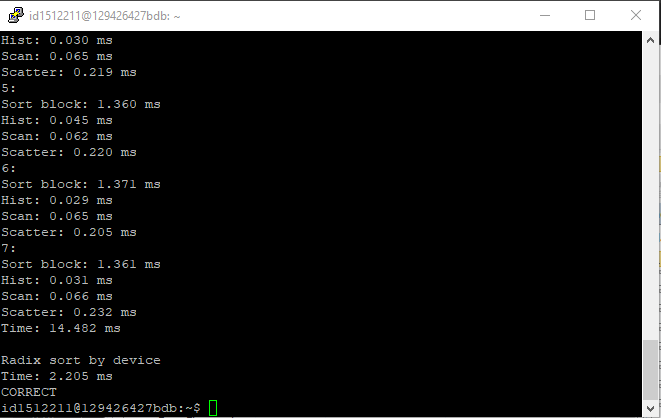 id1512211@129426427bdb: ~
Hist: 0.030 ms
Scan: 0.065 ms
Scatter: 0.219 ms
5:
Sort block: 1.360 ms
Hist: 0.045 ms
Scan: 0.062 ms
Scatter: 0.220 ms
6:
Sort block: 1.371 ms
Hist: 0.029 ms
Scan: 0.065 ms
Scatter: 0.205 ms
7:
Sort block: 1.361 ms
Hist: 0.031 ms
Scan: 0.066 ms
Scatter: 0.232 ms
Time: 14.482 ms
Radix sort by device
Time: 2.205 ms
CORRECT
id1512211@129426427bdb:~$